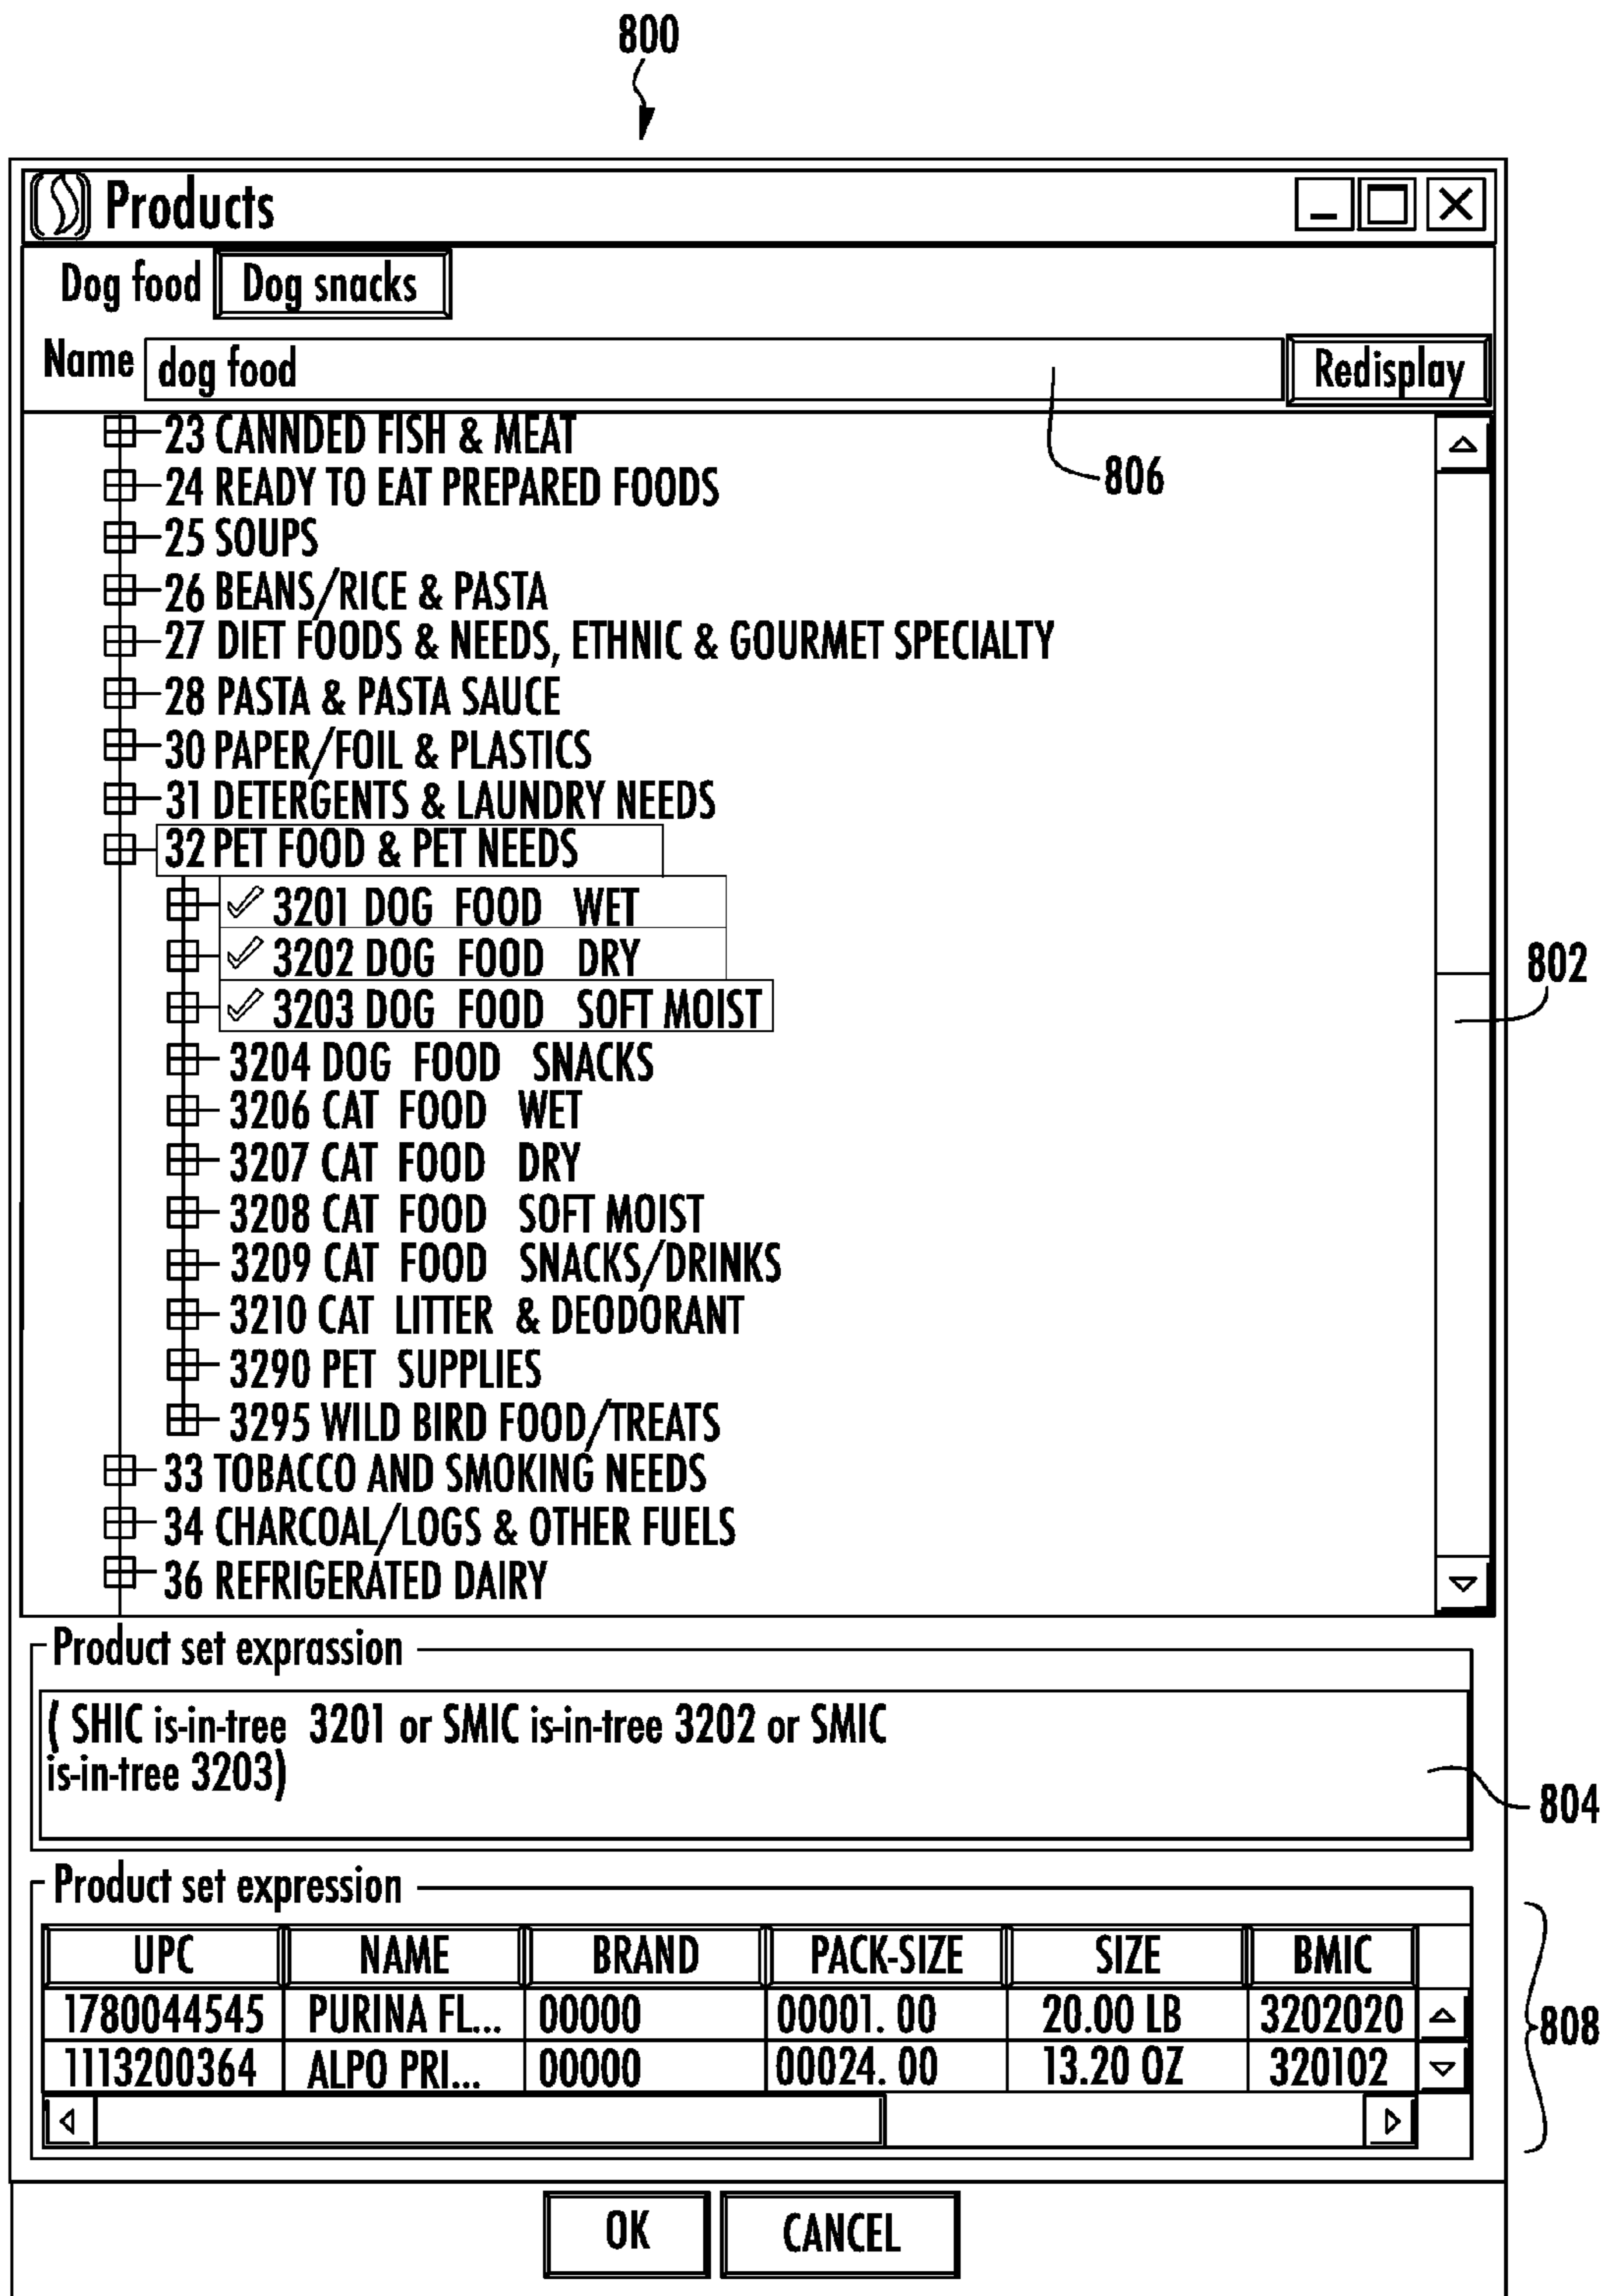 800
Products
Dog food Dog snacks
Name dog food Redisplay
806
23 CANNDED FISH & MEAT
24 READY TO EAT PREPARED FOODS
25 SOUPS
26 BEANS/RICE & PASTA
27 DIET FOODS & NEEDS, ETHNIC & GOURMET SPECIALTY
28 PASTA & PASTA SAUCE
30 PAPER/FOIL & PLASTICS
31 DETERGENTS & LAUNDRY NEEDS
32 PET FOOD & PET NEEDS
3201 DOG FOOD WET
3202 DOG FOOD DRY
802
3203 DOG FOOD SOFT MOIST
3204 DOG FOOD SNACKS
3206 CAT FOOD WET
3207 CAT FOOD DRY
3208 CAT FOOD SOFT MOIST
3209 CAT FOOD SNACKS/DRINKS
3210 CAT LITTER & DEODORANT
3290 PET SUPPLIES
3295 WILD BIRD FOOD/TREATS
33 TOBACCO AND SMOKING NEEDS
34 CHARCOAL/LOGS & OTHER FUELS
36 REFRIGERATED DAIRY
Product set exprassion
( SHIC is-in-tree 3201 or SMIC is-in-tree 3202 or SMIC
is-in-tree 3203)
804
Product set expression
UPC NAME BRAND PACK-SIZE SIZE BMIC
1780044545 PURINA FL... 00000 00001. 00 20.00 LB 3202020
808
1113200364 ALPO PRI... 00000 00024. 00 13.20 OZ 320102
OK CANCEL